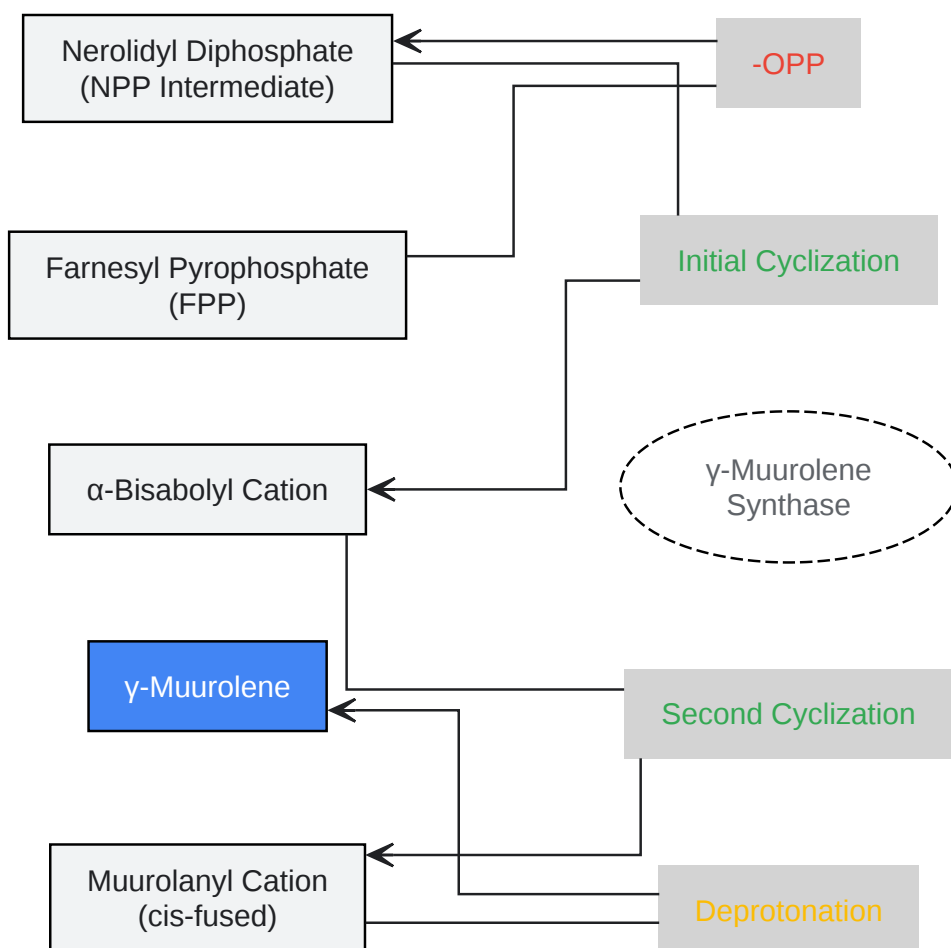 Nerolidyl Diphosphate
(NPP Intermediate)
-OPP
Farnesyl Pyrophosphate
(FPP)
Initial Cyclization
α-Bisabolyl Cation
γ-Muurolene
Synthase
γ-Muurolene
Second Cyclization
Muurolanyl Cation
(cis-fused)
Deprotonation